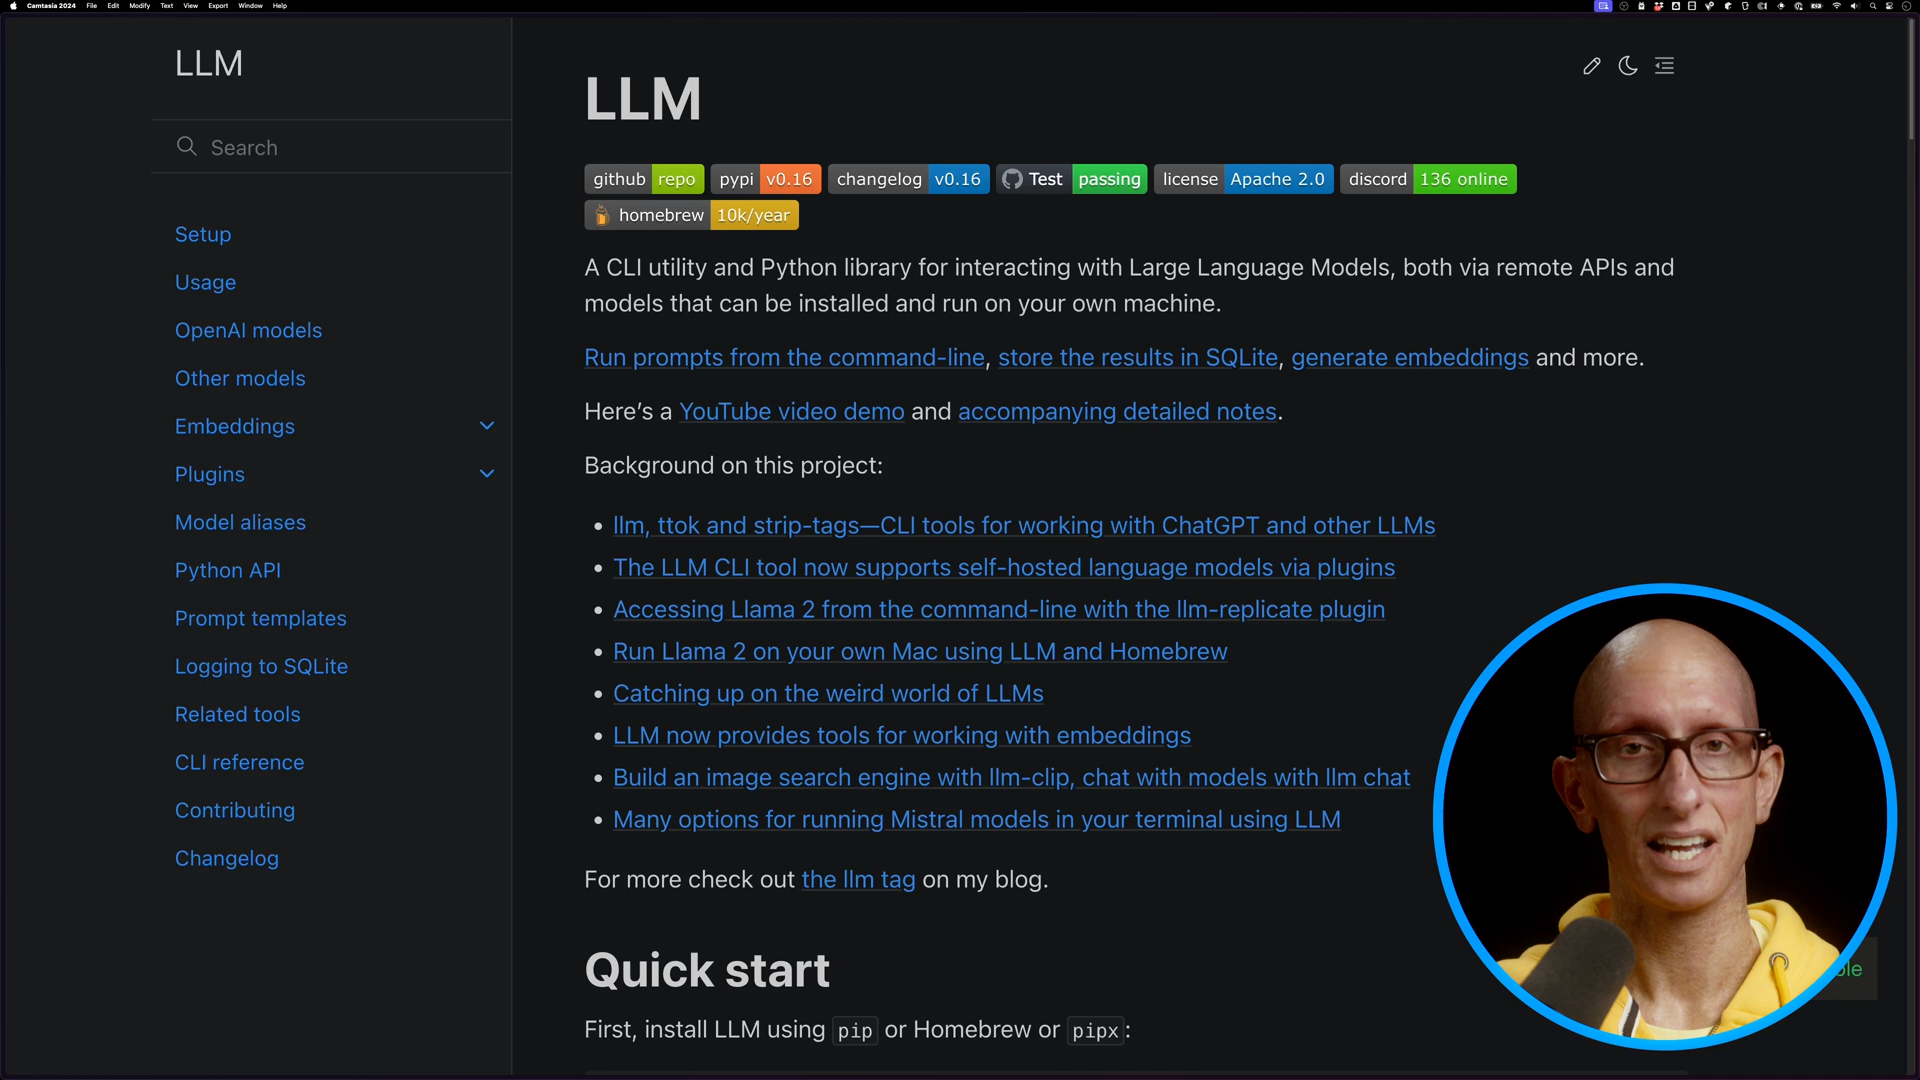 Camtasia 2024 File Edit Modify Text View Export Window Help
LLM
Search
Setup
Usage
OpenAI models
Other models
Embeddings
Plugins
Model aliases
Python API
Prompt templates
Logging to SQLite
Related tools
CLI reference
Contributing
Changelog
LLM
github repo pypi v0.16 changelog v0.16 Test passing license Apache 2.0 discord 136 online
homebrew 10k/year
A CLI utility and Python library for interacting with Large Language Models, both via remote APIs and
models that can be installed and run on your own machine.
Run prompts from the command-line, store the results in SQLite, generate embeddings and more.
Here’s a YouTube video demo and accompanying detailed notes.
Background on this project:
• llm, ttok and strip-tags—CLI tools for working with ChatGPT and other LLMs
• The LLM CLI tool now supports self-hosted language models via plugins
• Accessing Llama 2 from the command-line with the llm-replicate plugin
• Run Llama 2 on your own Mac using LLM and Homebrew
• Catching up on the weird world of LLMs
• LLM now provides tools for working with embeddings
• Build an image search engine with llm-clip, chat with models with llm chat
• Many options for running Mistral models in your terminal using LLM
For more check out the llm tag on my blog.
Quick start
First, install LLM using pip or Homebrew or pipx: